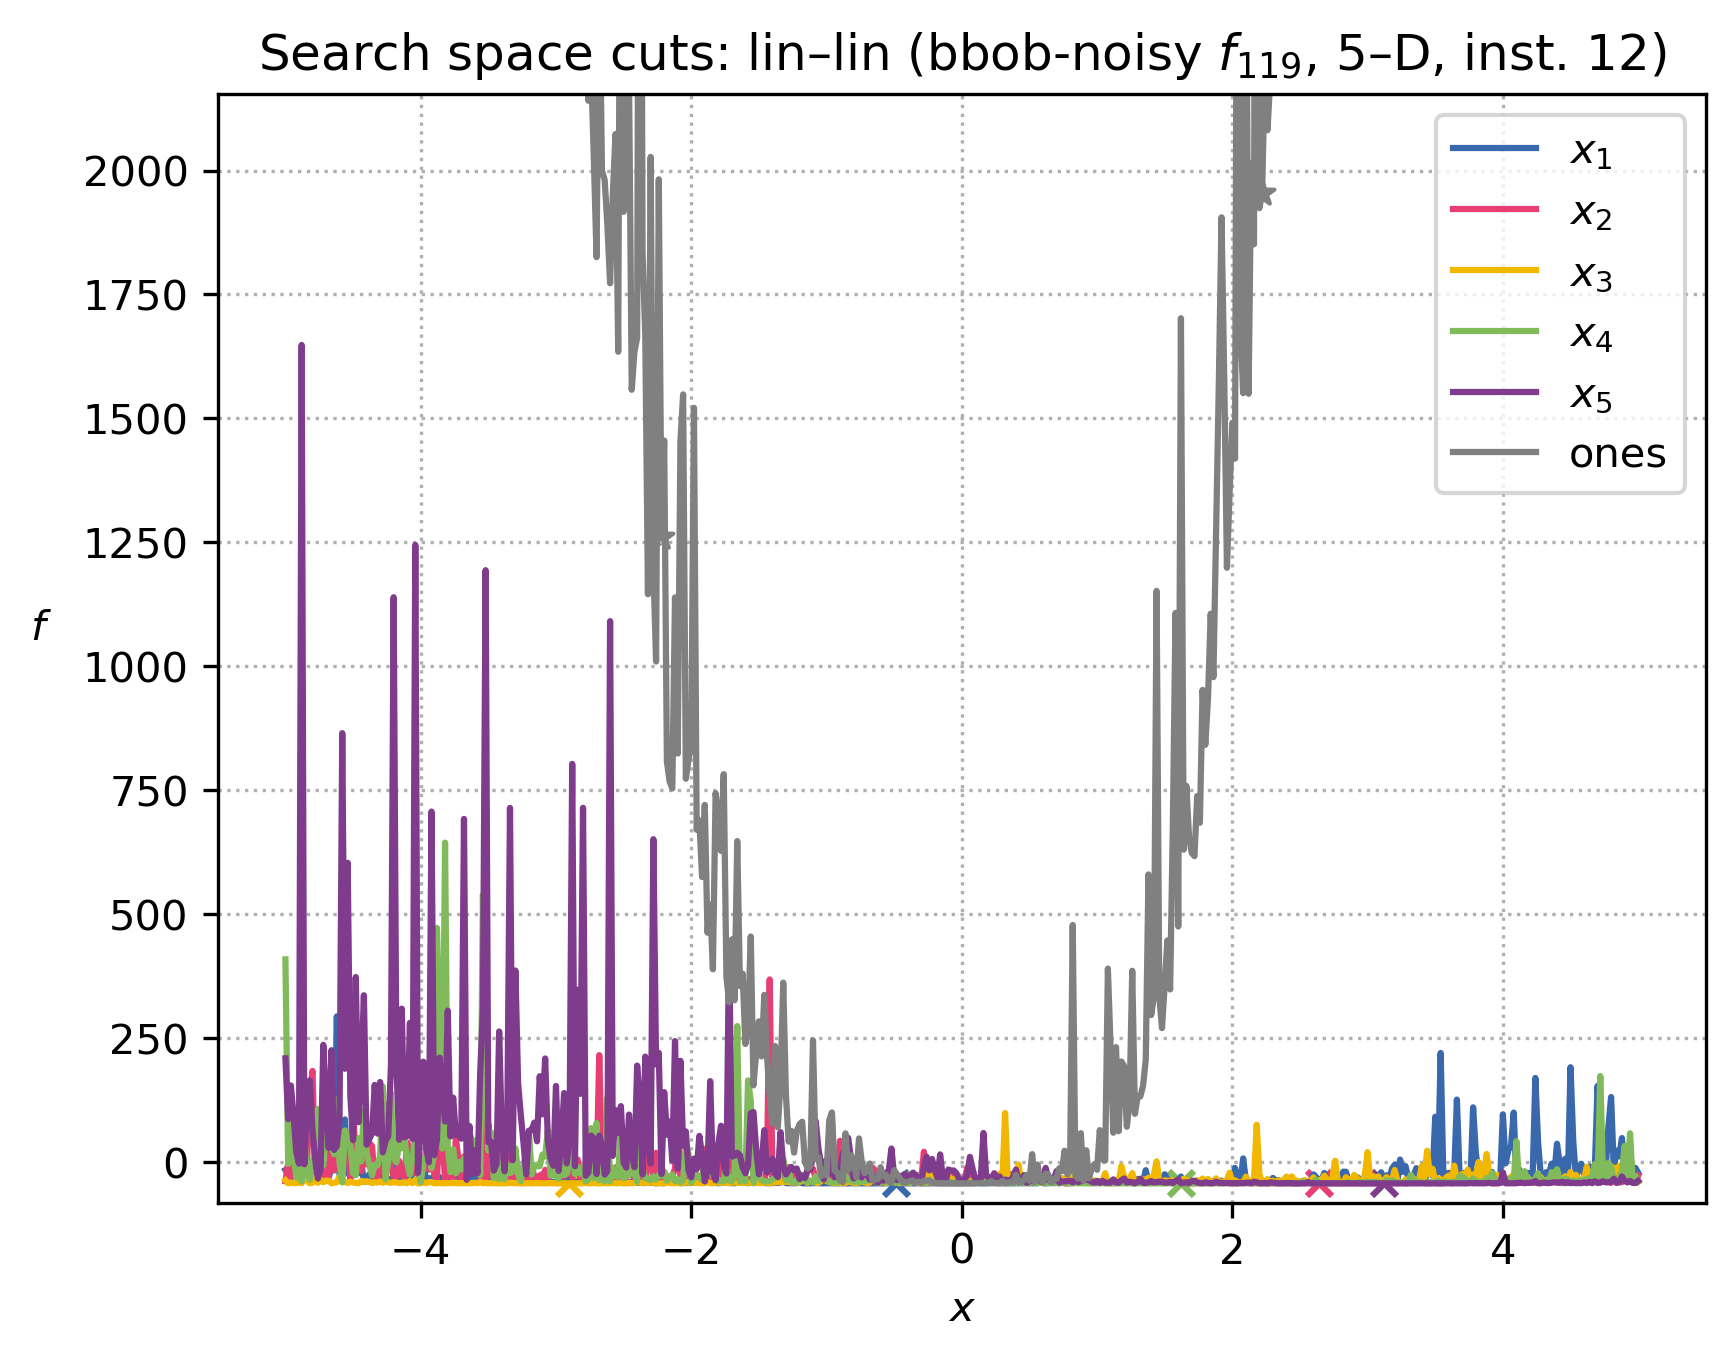 Search space cuts: lin–lin (bbob-noisy f₁₁₉, 5–D, inst. 12)
2000
1750
1500
1250
1000
750
500
250
0
f
−4
−2
0
2
4
x
x₁
x₂
x₃
x₄
x₅
ones